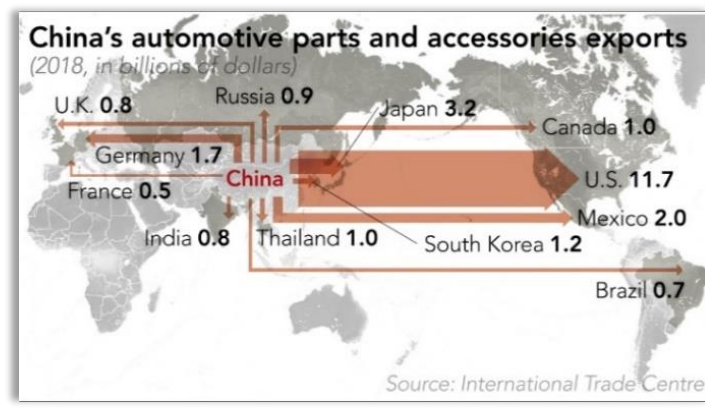 China's automotive parts and accessories exports
(2018, in billions of dollars)
U.K. 0.8
Russia 0.9
Japan 3.2
Canada 1.0
Germany 1.7
China
U.S. 11.7
France 0.5
Mexico 2.0
India 0.8
Thailand 1.0
South Korea 1.2
Brazil 0.7
Source: International Trade Centre